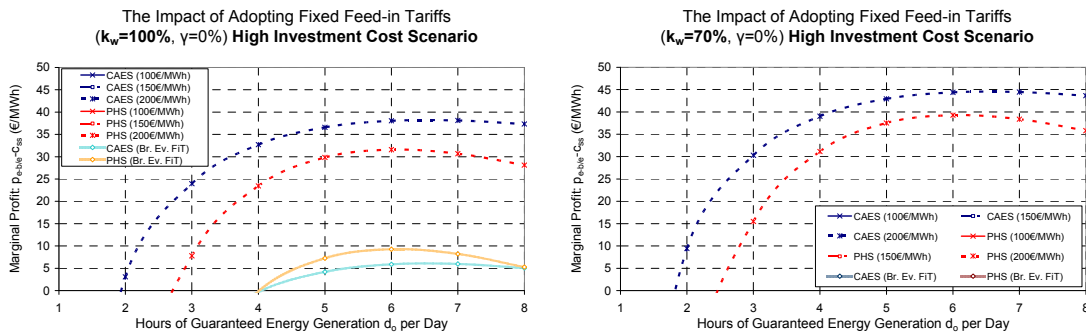 The Impact of Adopting Fixed Feed-in Tariffs
(kw=100%, γ=0%) High Investment Cost Scenario
Marginal Profit: pe-b/e-css (€/MWh)
50
45
40
35
30
25
20
15
10
5
0
CAES (100€/MWh)
CAES (150€/MWh)
CAES (200€/MWh)
PHS (100€/MWh)
PHS (150€/MWh)
PHS (200€/MWh)
CAES (Br. Ev. FiT)
PHS (Br. Ev. FiT)
1 2 3 4 5 6 7 8
Hours of Guaranteed Energy Generation do per Day
The Impact of Adopting Fixed Feed-in Tariffs
(kw=70%, γ=0%) High Investment Cost Scenario
Marginal Profit: pe-b/e-css (€/MWh)
50
45
40
35
30
25
20
15
10
5
0
CAES (100€/MWh) CAES (150€/MWh)
CAES (200€/MWh) PHS (100€/MWh)
PHS (150€/MWh) PHS (200€/MWh)
CAES (Br. Ev. FiT) PHS (Br. Ev. FiT)
1 2 3 4 5 6 7 8
Hours of Guaranteed Energy Generation do per Day